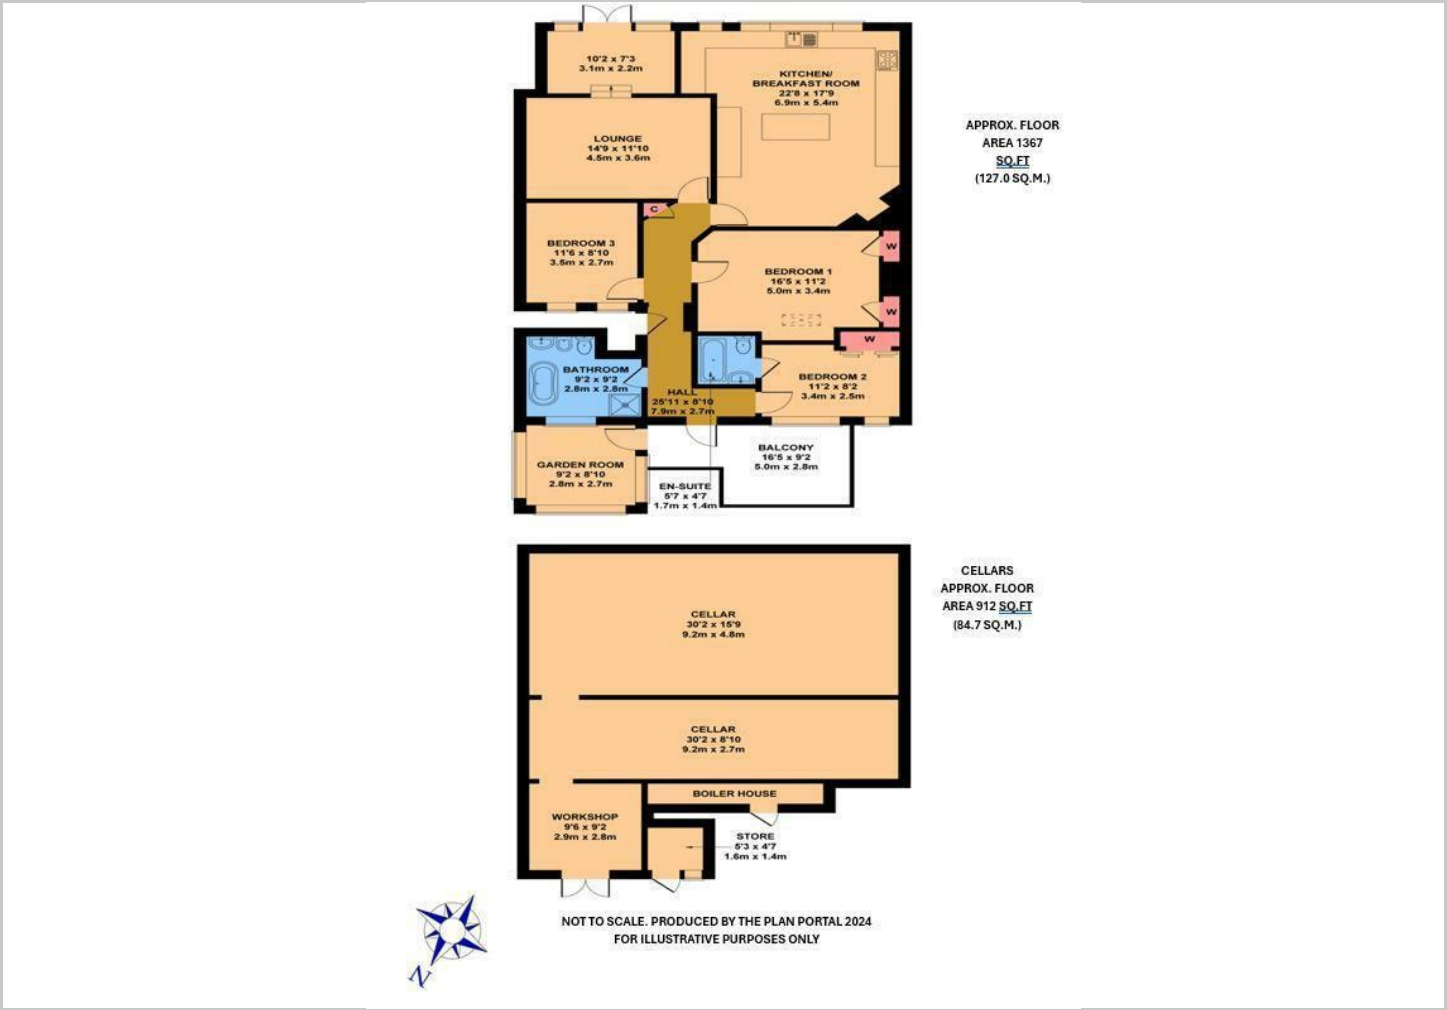 10'2 x 7'3
3.1m x 2.2m
KITCHEN/
BREAKFAST ROOM
22'8 x 17'9
6.9m x 5.4m
LOUNGE
14'9 x 11'10
4.5m x 3.6m
APPROX. FLOOR
AREA 1367
SQ.FT
(127.0 SQ.M.)
C
BEDROOM 3
11'6 x 8'10
3.5m x 2.7m
W
BEDROOM 1
16'5 x 11'2
5.0m x 3.4m
W
W
BATHROOM
9'2 x 9'2
2.8m x 2.8m
BEDROOM 2
11'2 x 8'2
3.4m x 2.5m
HALL
25'11 x 8'10
7.9m x 2.7m
BALCONY
16'5 x 9'2
5.0m x 2.8m
GARDEN ROOM
9'2 x 8'10
2.8m x 2.7m
EN-SUITE
5'7 x 4'7
1.7m x 1.4m
CELLARS
APPROX. FLOOR
AREA 912 SQ.FT
(84.7 SQ.M.)
CELLAR
30'2 x 15'9
9.2m x 4.8m
CELLAR
30'2 x 8'10
9.2m x 2.7m
BOILER HOUSE
WORKSHOP
9'6 x 9'2
2.9m x 2.8m
STORE
5'3 x 4'7
1.6m x 1.4m
NOT TO SCALE. PRODUCED BY THE PLAN PORTAL 2024
FOR ILLUSTRATIVE PURPOSES ONLY
N